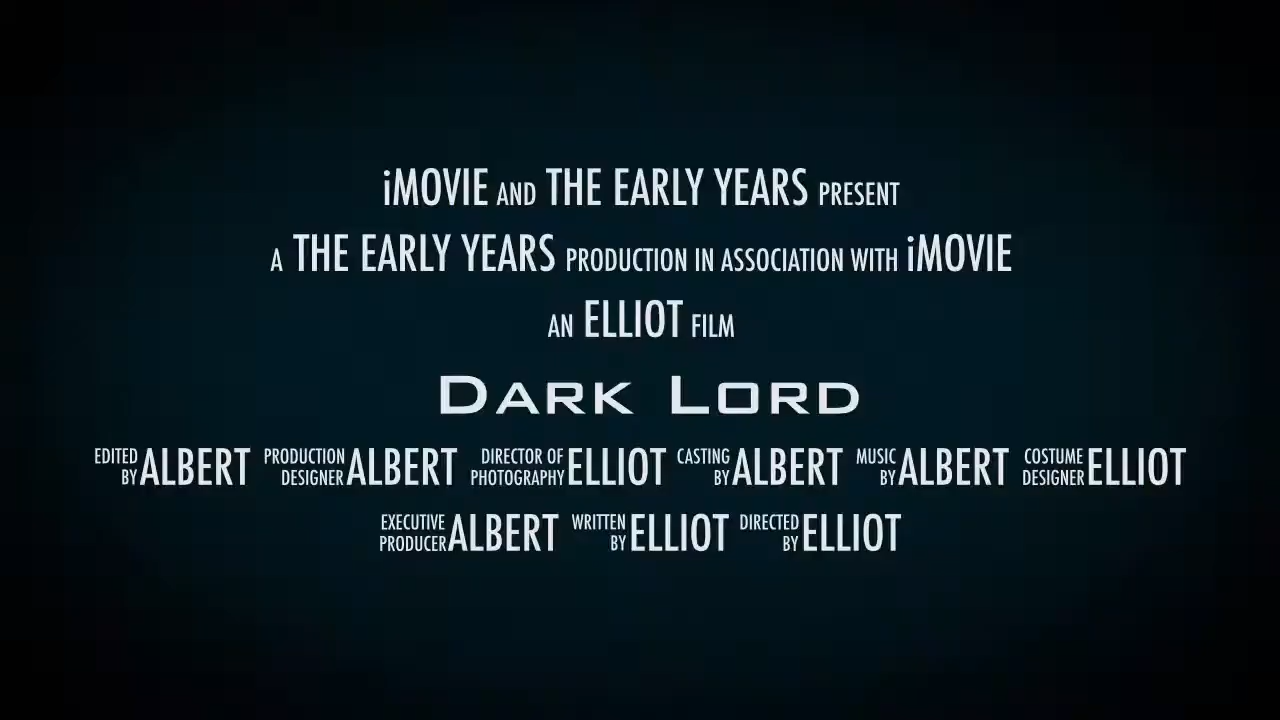 iMOVIE AND THE EARLY YEARS PRESENT
A THE EARLY YEARS PRODUCTION IN ASSOCIATION WITH iMOVIE
AN ELLIOT FILM
DARK LORD
EDITED BY ALBERT PRODUCTION DESIGNER ALBERT DIRECTOR OF PHOTOGRAPHY ELLIOT CASTING BY ALBERT MUSIC BY ALBERT COSTUME DESIGNER ELLIOT
EXECUTIVE PRODUCER ALBERT WRITTEN BY ELLIOT DIRECTED BY ELLIOT